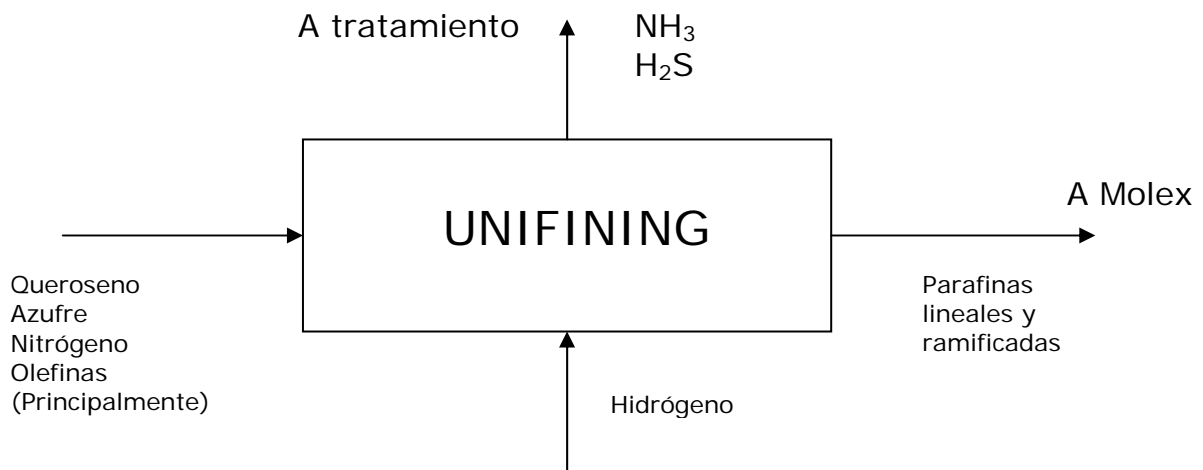 A tratamiento
NH₃
H₂S
UNIFINING
A Molex
Queroseno
Azufre
Nitrógeno
Olefinas
(Principalmente)
Parafinas
lineales y
ramificadas
Hidrógeno